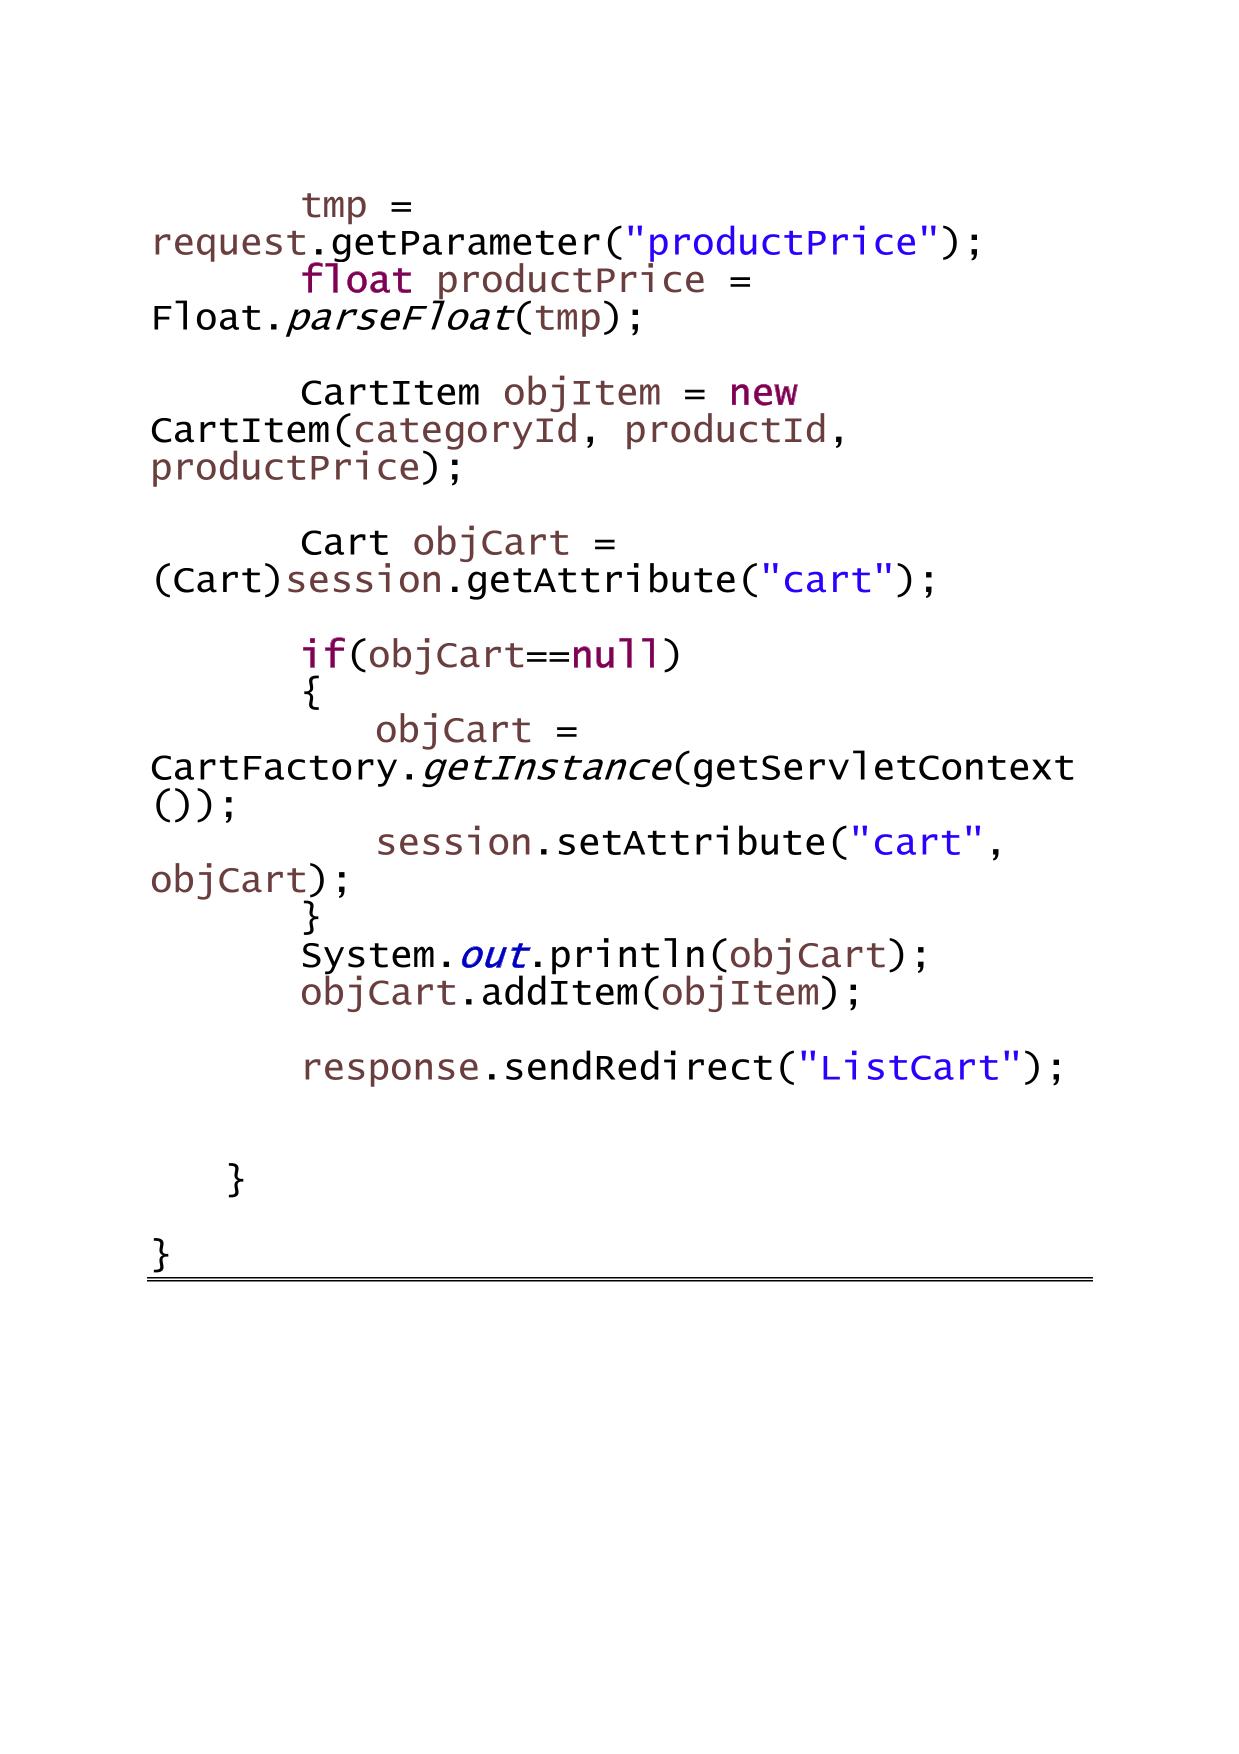 tmp =
request.getParameter("productPrice");
float productPrice =
Float.parseFloat(tmp);
CartItem objItem = new
CartItem(categoryId, productId,
productPrice);
Cart objCart =
(Cart)session.getAttribute("cart");
if(objCart==null)
{
objCart =
CartFactory.getInstance(getServletContext
());
session.setAttribute("cart",
objCart);
}
System.out.println(objCart);
objCart.addItem(objItem);
response.sendRedirect("ListCart");
}
}